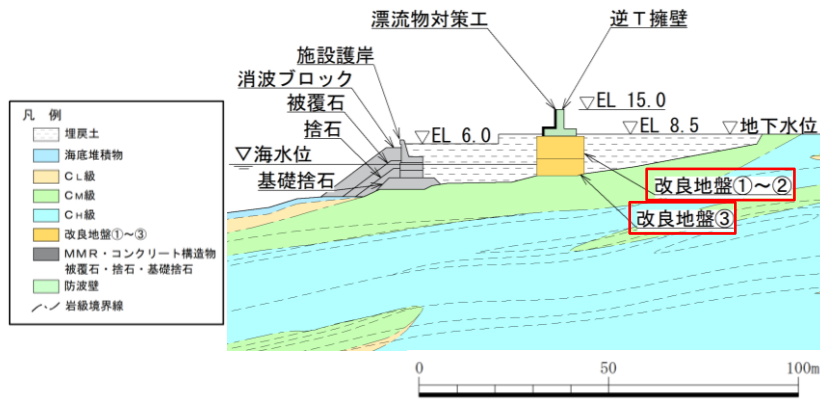 漂流物対策工
逆T擁壁
施設護岸
消波ブロック
被覆石
捨石
基礎捨石
▽海水位
▽EL 6.0
▽EL 15.0
▽EL 8.5
▽地下水位
改良地盤①～②
改良地盤③
凡 例
埋戻土
海底堆積物
CL級
CM級
CH級
改良地盤①～③
MMR・コンクリート構造物
被覆石・捨石・基礎捨石
防波壁
岩級境界線
0 50 100m